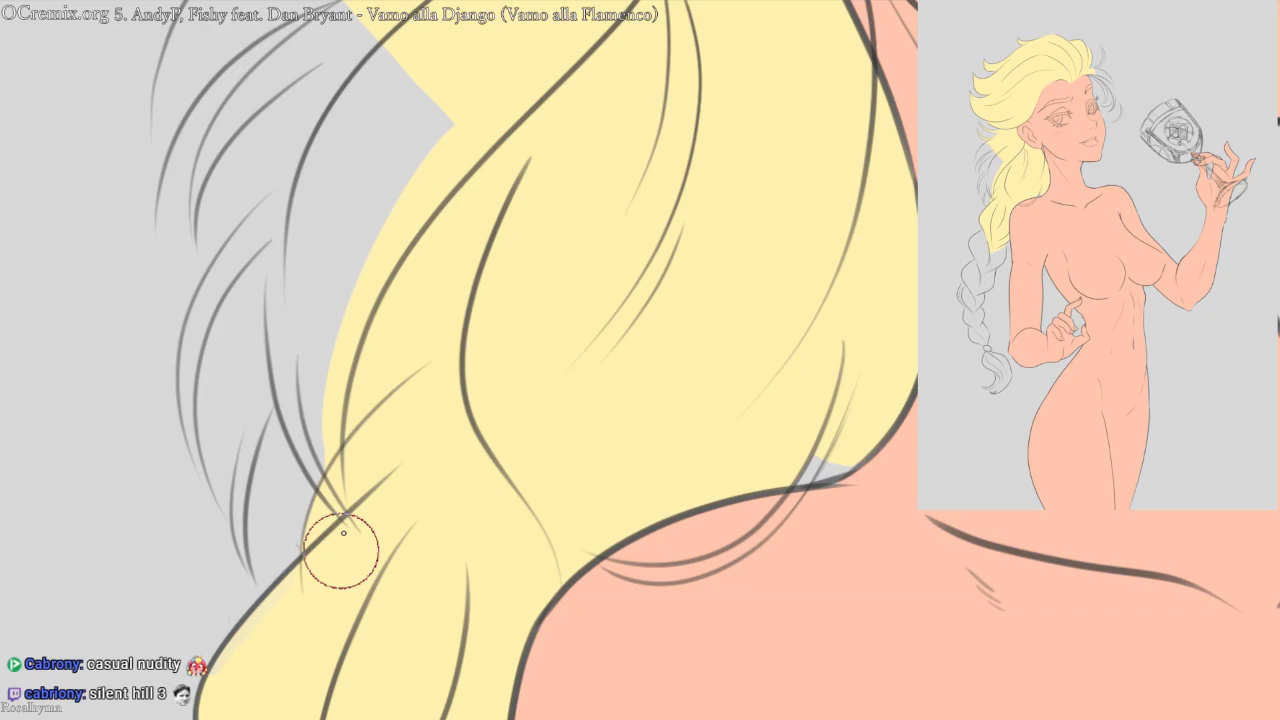 OCremix.org 5. AndyP, Fishy feat. Dan Bryant - Vamo alla Django (Vamo alla Flamenco)
Cabrony: casual nudity
cabriony: silent hill 3